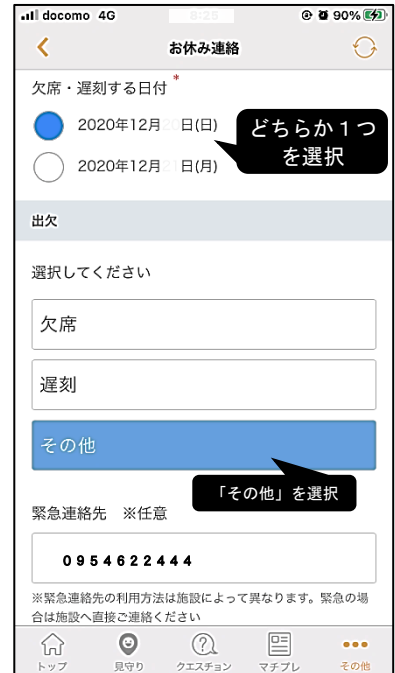 docomo 4G 8:25 90%
お休み連絡
欠席・遅刻する日付 *
2020年12月20日(日)
2020年12月21日(月)
どちらか１つ
を選択
出欠
選択してください
欠席
遅刻
その他
「その他」を選択
緊急連絡先　※任意
０９５４６２２４４４
※緊急連絡先の利用方法は施設によって異なります。緊急の場
合は施設へ直接ご連絡ください
トップ 見守り クエスチョン マチプレ その他